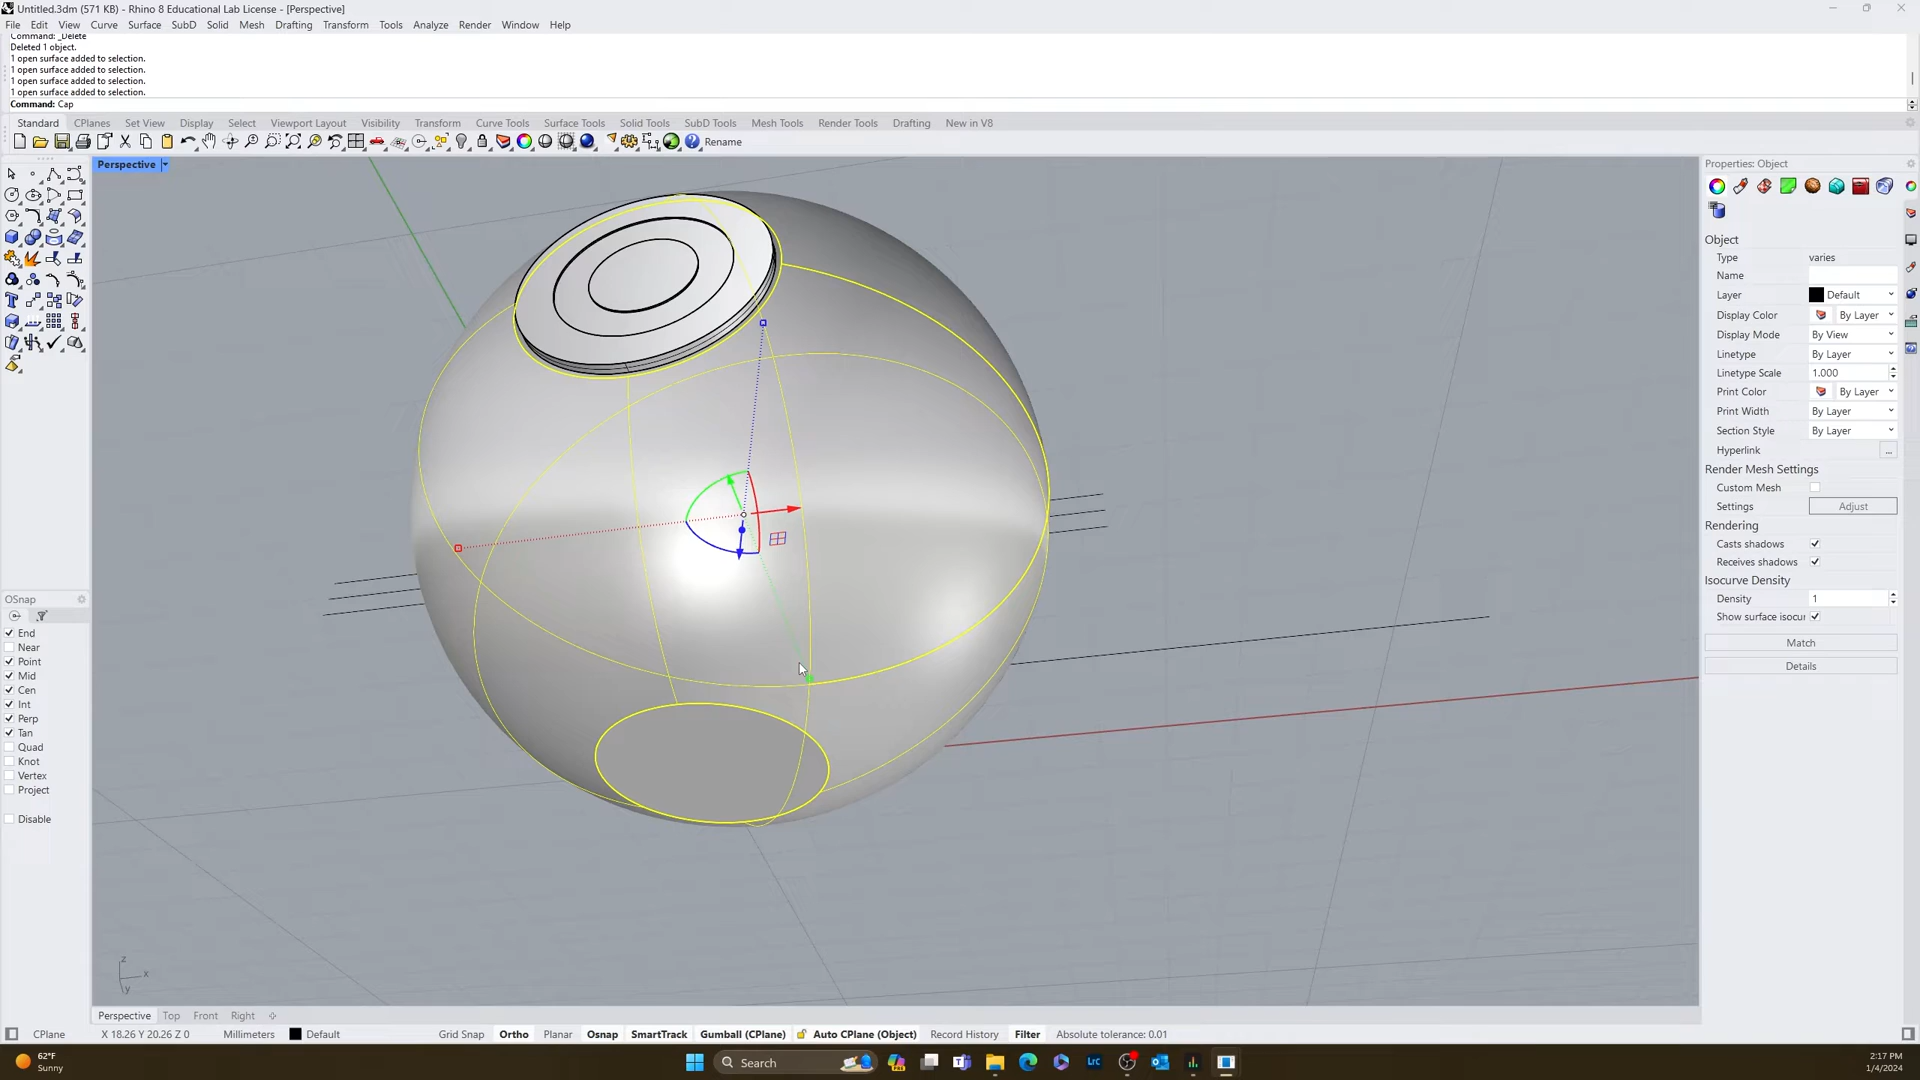 Untitled.3dm (571 KB) - Rhino 8 Educational Lab License - [Perspective]
File Edit View Curve Surface SubD Solid Mesh Drafting Transform Tools Analyze Render Window Help
Command: _Delete
Deleted 1 object.
1 open surface added to selection.
1 open surface added to selection.
1 open surface added to selection.
1 open surface added to selection.
Command: Cap
Standard CPlanes Set View Display Select Viewport Layout Visibility Transform Curve Tools Surface Tools Solid Tools SubD Tools Mesh Tools Render Tools Drafting New in V8
Rename
Perspective
Properties: Object
Object
Type varies
Name
Layer Default
Display Color By Layer
Display Mode By View
Linetype By Layer
Linetype Scale 1.000
Print Color By Layer
Print Width By Layer
Section Style By Layer
Hyperlink ...
Render Mesh Settings
Custom Mesh
Settings Adjust
Rendering
Casts shadows
Receives shadows
Isocurve Density
Density 1
Show surface isocur
Match
Details
OSnap
End
Near
Point
Mid
Cen
Int
Perp
Tan
Quad
Knot
Vertex
Project
Disable
z
x
y
Perspective Top Front Right
CPlane X 18.26 Y 20.26 Z 0 Millimeters Default Grid Snap Ortho Planar Osnap SmartTrack Gumball (CPlane) Auto CPlane (Object) Record History Filter Absolute tolerance: 0.01
62°F
Sunny
Search
LrC
2:17 PM
1/4/2024